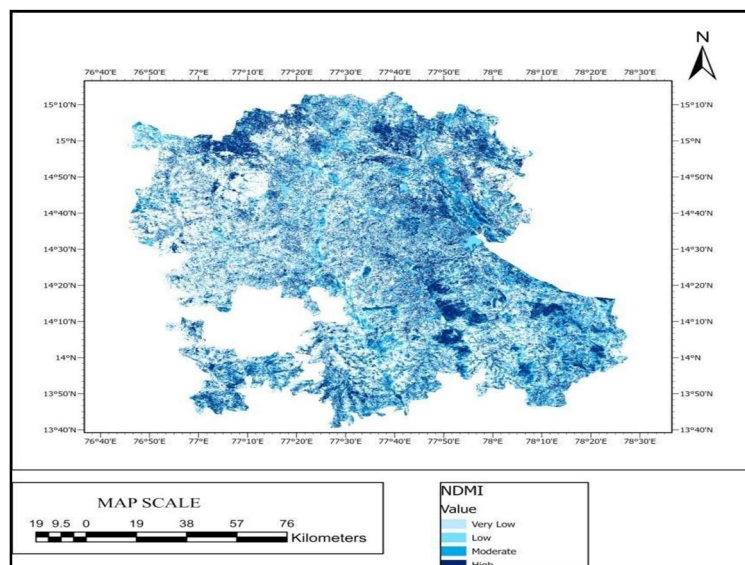 N
76°40'E 76°50'E 77°E 77°10'E 77°20'E 77°30'E 77°40'E 77°50'E 78°E 78°10'E 78°20'E 78°30'E
15°10'N 15°10'N
15°N 15°N
14°50'N 14°50'N
14°40'N 14°40'N
14°30'N 14°30'N
14°20'N 14°20'N
14°10'N 14°10'N
14°N 14°N
13°50'N 13°50'N
13°40'N 13°40'N
76°40'E 76°50'E 77°E 77°10'E 77°20'E 77°30'E 77°40'E 77°50'E 78°E 78°10'E 78°20'E 78°30'E
MAP SCALE
19 9.5 0 19 38 57 76
Kilometers
NDMI
Value
Very Low
Low
Moderate
High